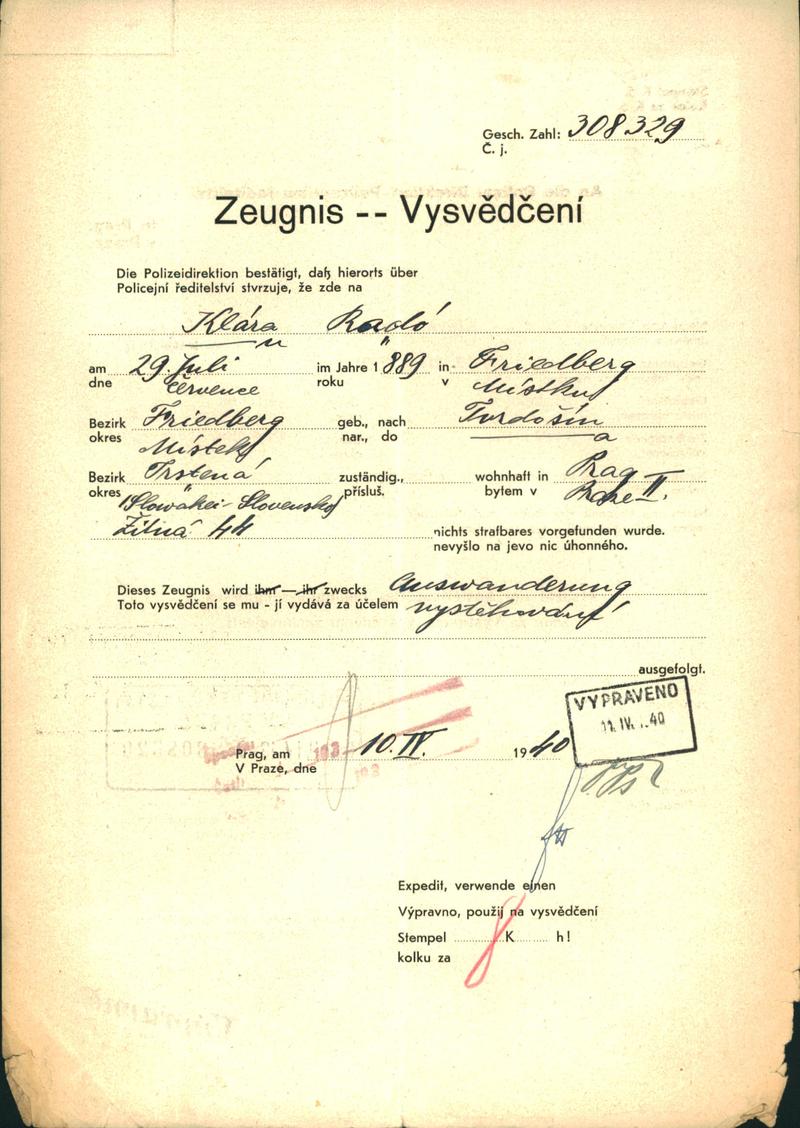 Gesch. Zahl: 308.329
Č. j.
Zeugnis -- Vysvědčení
Die Polizeidirektion bestätigt, daß hierorts über
Policejní ředitelství stvrzuje, že zde na
Klára Radó
u
am 29. Juli im Jahre 1889 in Friedberg
dne července roku v Místku
Bezirk Friedberg geb., nach Tvrdošín
okres Místek nar., do a
Bezirk Trstená zuständig., wohnhaft in Prag II.
okres Slowakei-Slovensko přísluš. bytem v Praze
Žitná 44 nichts strafbares vorgefunden wurde.
nevyšlo na jevo nic úhonného.
Dieses Zeugnis wird ihm — ihr zwecks Auswanderung
Toto vysvědčení se mu - jí vydává za účelem vystěhování
ausgefolgt.
VYPRAVENO
11. IV. 40
Prag, am 10. IV. 1940
V Praze, dne
Expedit, verwende einen
Výpravno, použij na vysvědčení
Stempel K h!
kolku za